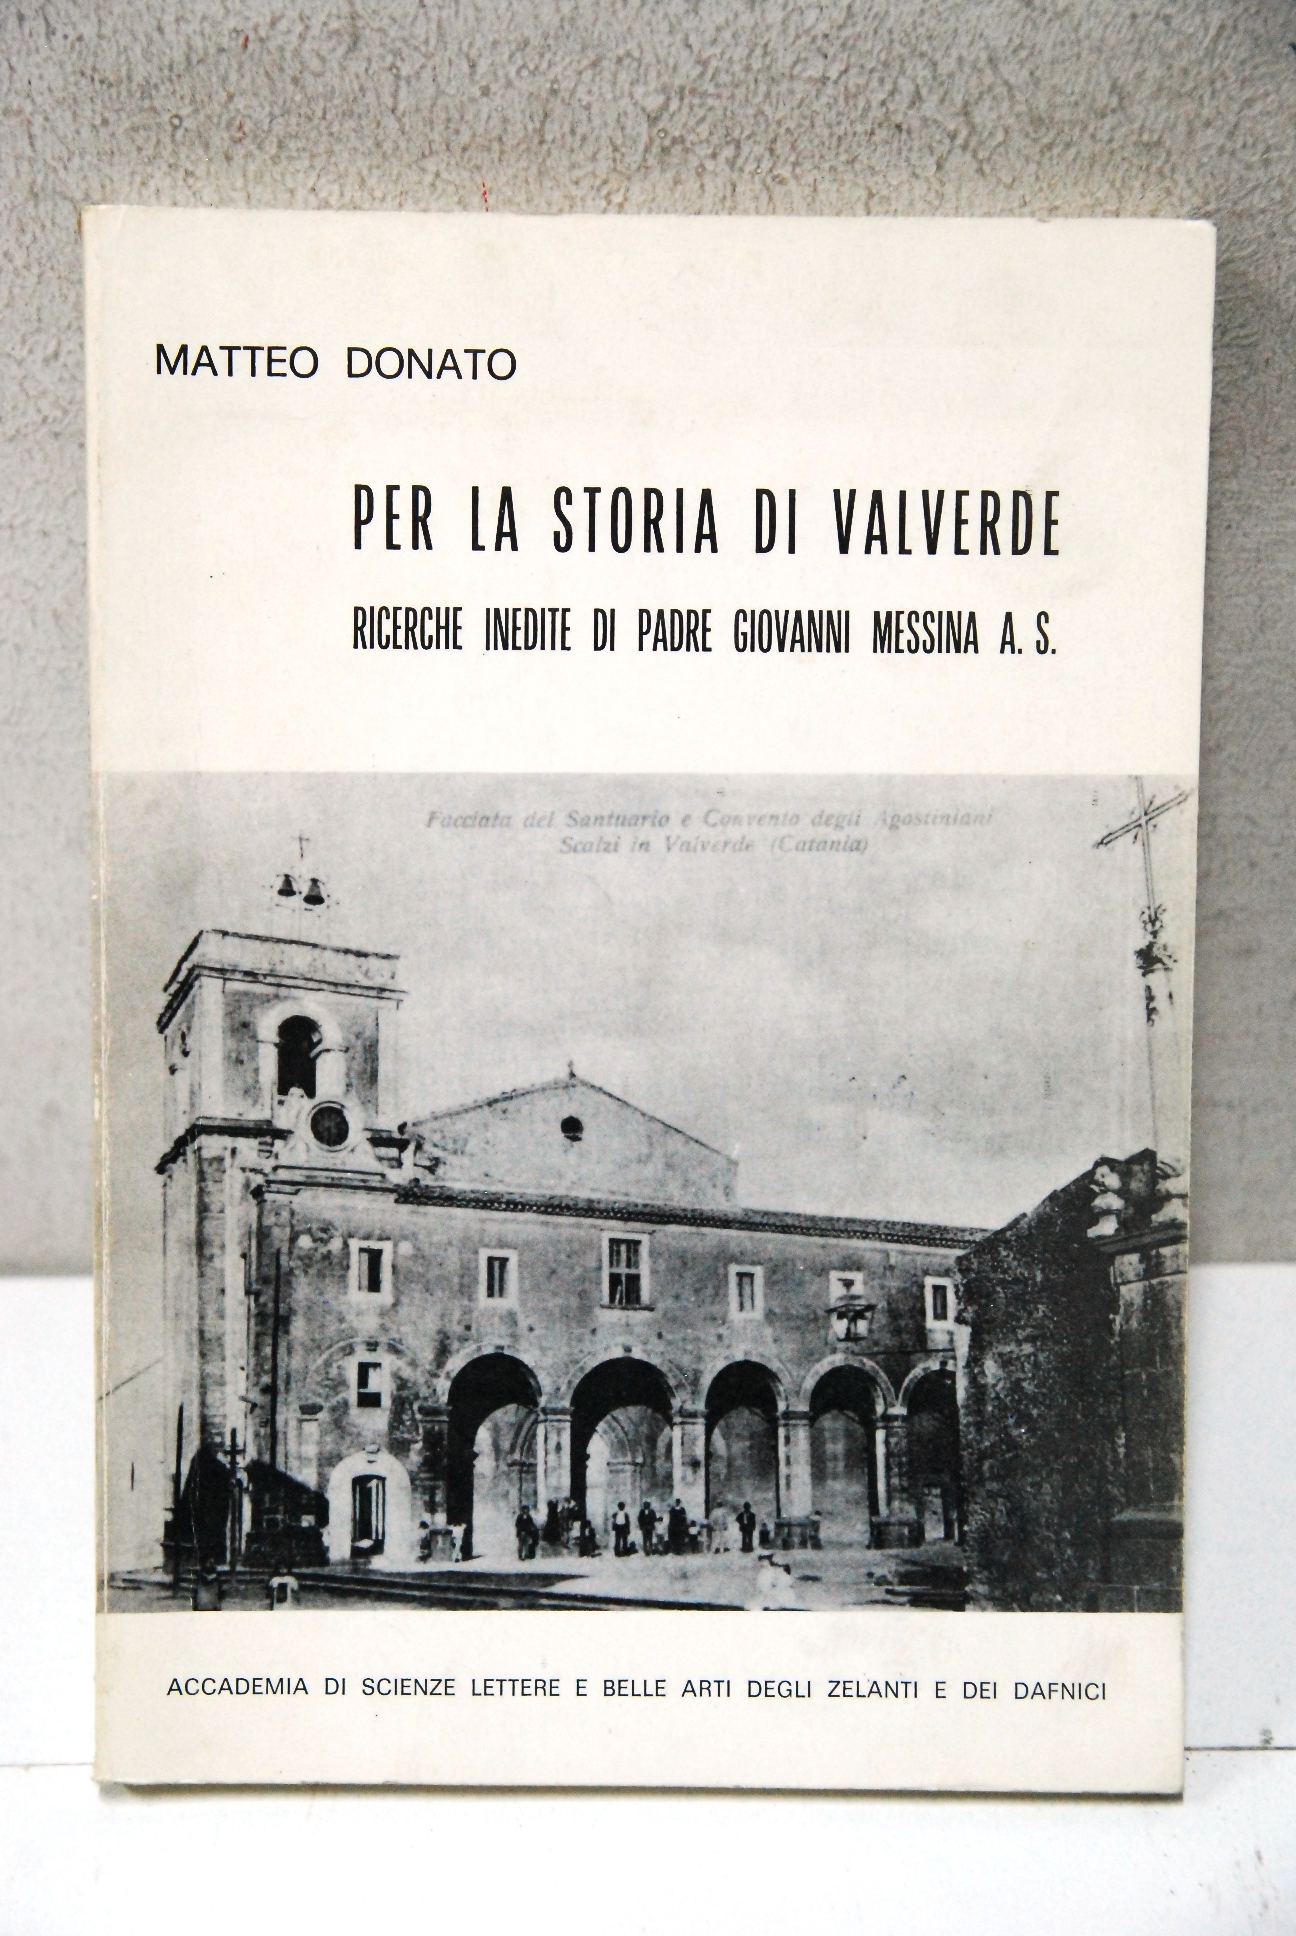 MATTEO DONATO
PER LA STORIA DI VALVERDE
RICERCHE INEDITE DI PADRE GIOVANNI MESSINA A. S.
Facciata del Santuario e Convento degli Agostiniani
Scalzi in Valverde (Catania)
ACCADEMIA DI SCIENZE LETTERE E BELLE ARTI DEGLI ZELANTI E DEI DAFNICI